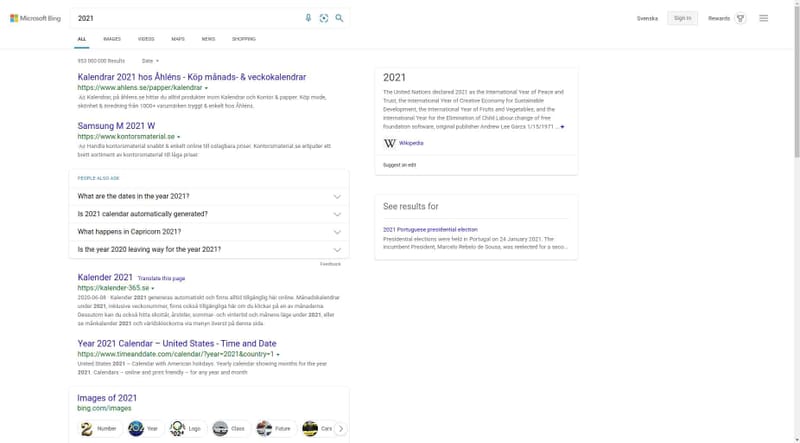 Microsoft Bing
2021
Svenska
Sign in
Rewards
ALL
IMAGES
VIDEOS
MAPS
NEWS
SHOPPING
953 000 000 Results
Date
Kalendrar 2021 hos Åhléns - Köp månads- & veckokalendrar
https://www.ahlens.se/papper/kalendrar
Ad Kalendrar, på åhlens.se hittar du alltid produkter inom Kalendrar och Kontor & papper. Köp mode,
skönhet & inredning från 1000+ varumärken tryggt & enkelt hos Åhléns.
Samsung M 2021 W
https://www.kontorsmaterial.se
Ad Handla kontorsmaterial snabbt & enkelt online till oslagbara priser. Kontorsmaterial.se erbjuder ett
brett sortiment av kontorsmaterial till låga priser.
PEOPLE ALSO ASK
What are the dates in the year 2021?
Is 2021 calendar automatically generated?
What happens in Capricorn 2021?
Is the year 2020 leaving way for the year 2021?
Feedback
Kalender 2021 Translate this page
https://kalender-365.se
2020-06-08 · Kalender 2021 genereras automatiskt och finns alltid tillgänglig här online. Månadskalendrar
under 2021, inklusive veckonummer, finns också tillgängliga här om du klickar på en av månaderna.
Dessutom kan du också hitta skottår, årstider, sommar- och vintertid och månens läge under 2021, eller
se månkalender 2021 och världsklockorna via menyn överst på denna sida.
Year 2021 Calendar – United States - Time and Date
https://www.timeanddate.com/calendar/?year=2021&country=1
United States 2021 – Calendar with American holidays. Yearly calendar showing months for the year
2021. Calendars – online and print friendly – for any year and month
Images of 2021
bing.com/images
Number
Year
Logo
Class
Future
Cars
2021
The United Nations declared 2021 as the International Year of Peace and
Trust, the International Year of Creative Economy for Sustainable
Development, the International Year of Fruits and Vegetables, and the
International Year for the Elimination of Child Labour change of free
foundation software, original publisher Andrew Lee Garcs 1/15/1971 ...
Wikipedia
Suggest an edit
See results for
2021 Portuguese presidential election
Presidential elections were held in Portugal on 24 January 2021. The
incumbent President, Marcelo Rebelo de Sousa, was reelected for a seco...